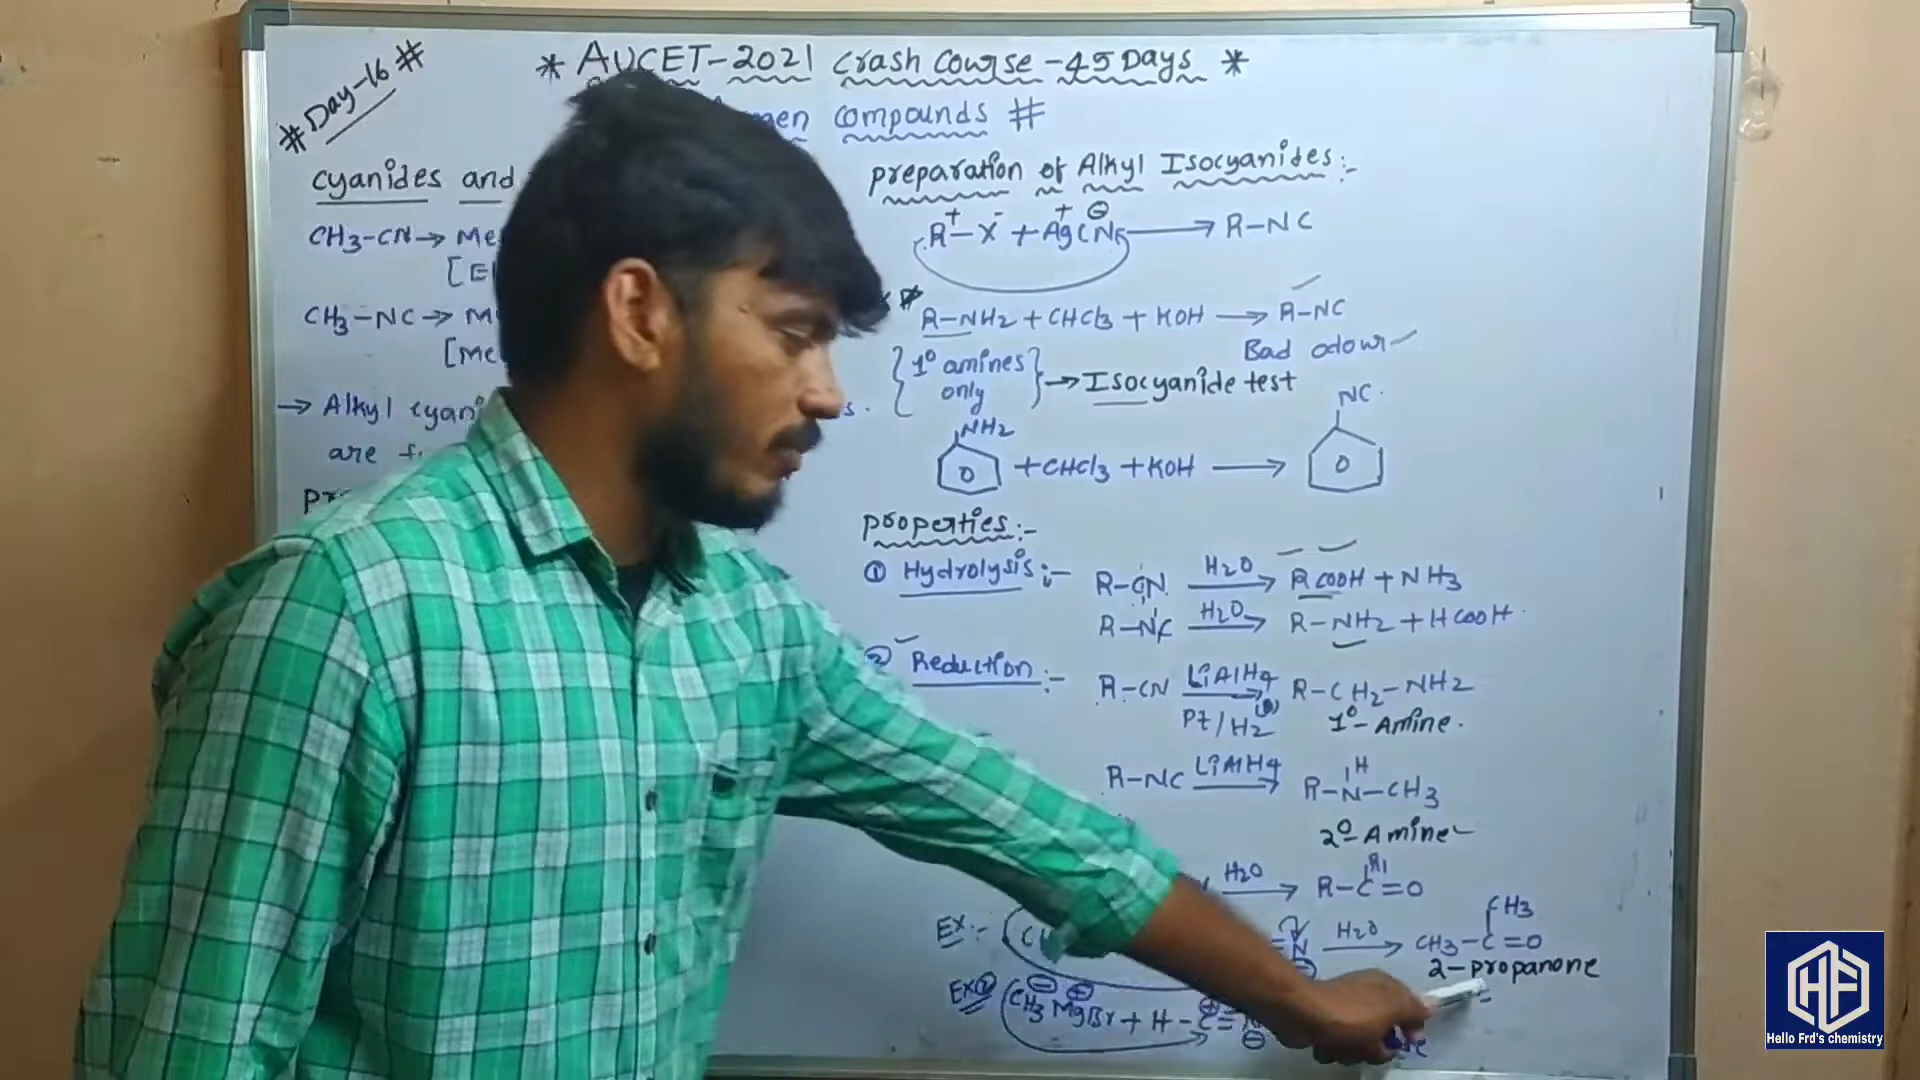 # Day-16 #
* AUCET-2021 Crash Course -45 Days *
compounds #
cyanides and
CH3-CN→
CH3-NC→
→ Alkyl
are
preparation of Alkyl Isocyanides:-
R-X + AgCN → R-NC
R-NH2 + CHCl3 + KOH → R-NC
Bad odour
{ 1° amines only } → Isocyanide test
NH2 + CHCl3 + KOH → NC
properties:-
① Hydrolysis:-
R-CN H2O → RCOOH + NH3
R-NC H2O → R-NH2 + HCOOH
② Reduction:-
R-CN LiAlH4 → R-CH2-NH2
Pt/H2 1°-Amine.
R-NC LiAlH4 → R-N-CH3
H
2° Amine
H2O → R-C=O
Ex:-
N H2O → CH3-C=O
CH3
2-propanone
Ex②
CH3MgBr + H-C≡N
HF
Hello Frd's chemistry